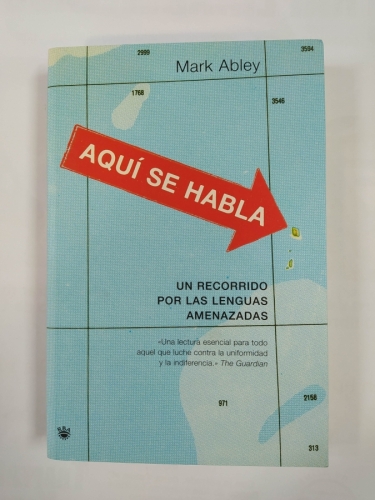 2999
3584
Mark Abley
1768
3546
AQUÍ SE HABLA
UN RECORRIDO
POR LAS LENGUAS
AMENAZADAS
«Una lectura esencial para todo
aquel que luche contra la uniformidad
y la indiferencia.» The Guardian
971
2158
313